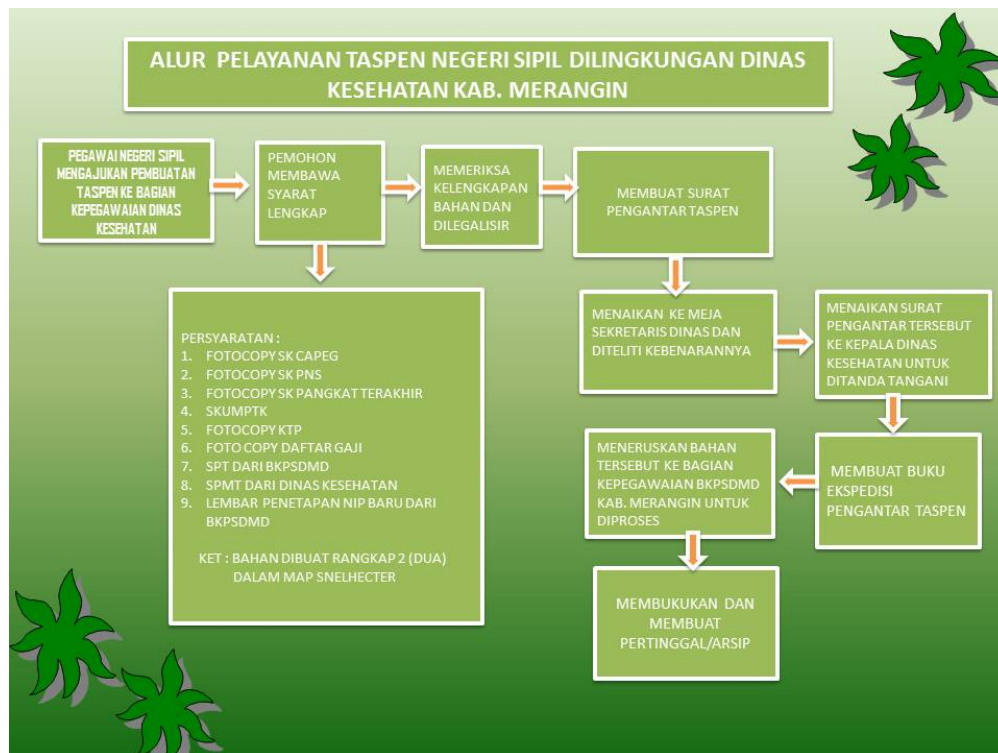 ALUR PELAYANAN TASPEN NEGERI SIPIL DILINGKUNGAN DINAS
KESEHATAN KAB. MERANGIN
PEGAWAI NEGERI SIPIL
MENGAJUKAN PEMBUATAN
TASPEN KE BAGIAN
KEPEGAWAIAN DINAS
KESEHATAN
PEMOHON
MEMBAWA
SYARAT
LENGKAP
MEMERIKSA
KELENGKAPAN
BAHAN DAN
DILEGALISIR
MEMBUAT SURAT
PENGANTAR TASPEN
PERSYARATAN :
1. FOTOCOPY SK CAPEG
2. FOTOCOPY SK PNS
3. FOTOCOPY SK PANGKAT TERAKHIR
4. SKUMPTK
5. FOTOCOPY KTP
6. FOTO COPY DAFTAR GAJI
7. SPT DARI BKPSDMD
8. SPMT DARI DINAS KESEHATAN
9. LEMBAR PENETAPAN NIP BARU DARI
BKPSDMD
KET : BAHAN DIBUAT RANGKAP 2 (DUA)
DALAM MAP SNELHECTER
MENAIKAN KE MEJA
SEKRETARIS DINAS DAN
DITELITI KEBENARANNYA
MENAIKAN SURAT
PENGANTAR TERSEBUT
KE KEPALA DINAS
KESEHATAN UNTUK
DITANDA TANGANI
MEMBUAT BUKU
EKSPEDISI
PENGANTAR TASPEN
MENERUSKAN BAHAN
TERSEBUT KE BAGIAN
KEPEGAWAIAN BKPSDMD
KAB. MERANGIN UNTUK
DIPROSES
MEMBUKUKAN DAN
MEMBUAT
PERTINGGAL/ARSIP